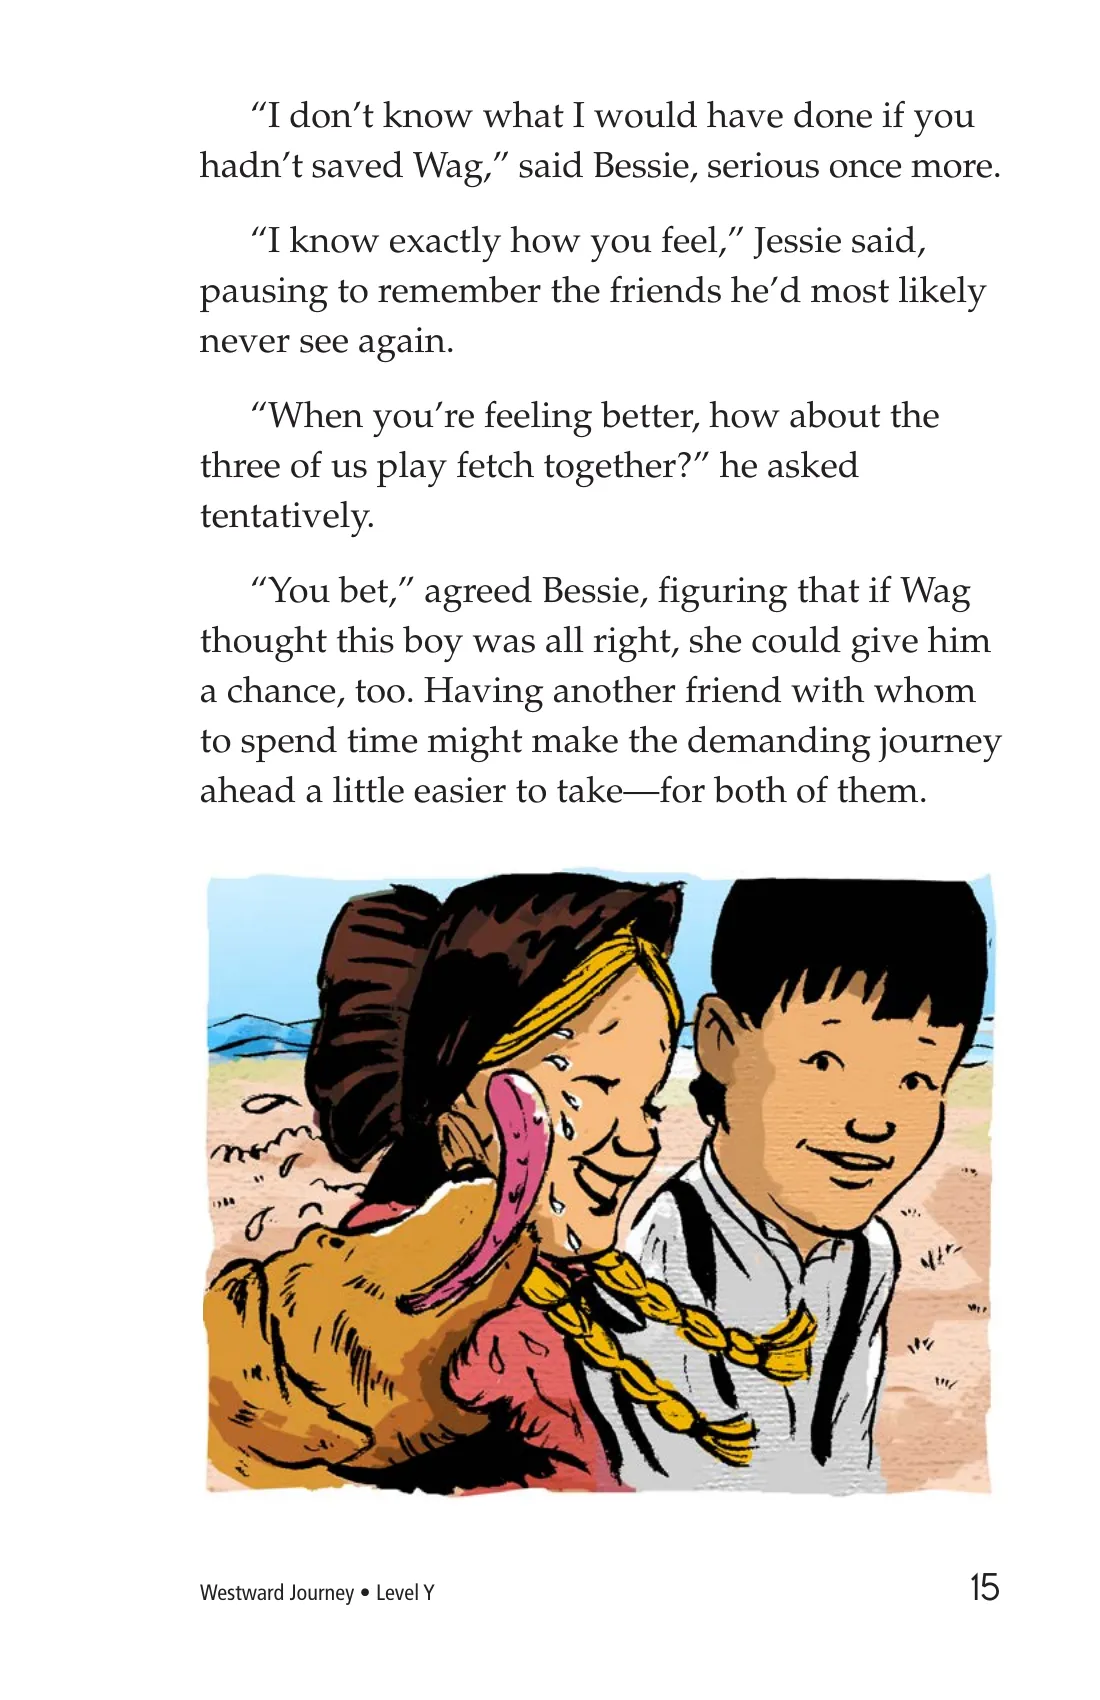 “I don’t know what I would have done if you
hadn’t saved Wag,” said Bessie, serious once more.
“I know exactly how you feel,” Jessie said,
pausing to remember the friends he’d most likely
never see again.
“When you’re feeling better, how about the
three of us play fetch together?” he asked
tentatively.
“You bet,” agreed Bessie, figuring that if Wag
thought this boy was all right, she could give him
a chance, too. Having another friend with whom
to spend time might make the demanding journey
ahead a little easier to take—for both of them.
Westward Journey • Level Y
15